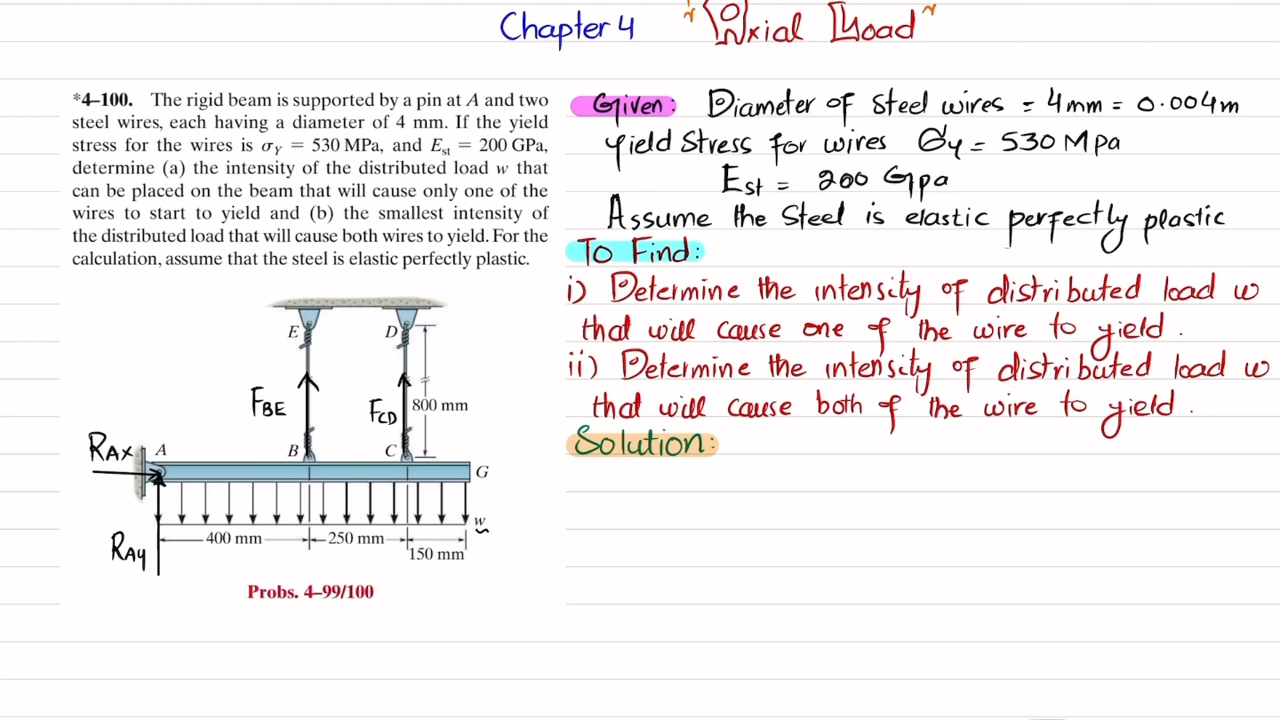 Chapter 4 "Axial Load"
*4–100. The rigid beam is supported by a pin at A and two
steel wires, each having a diameter of 4 mm. If the yield
stress for the wires is σY = 530 MPa, and Est = 200 GPa,
determine (a) the intensity of the distributed load w that
can be placed on the beam that will cause only one of the
wires to start to yield and (b) the smallest intensity of
the distributed load that will cause both wires to yield. For the
calculation, assume that the steel is elastic perfectly plastic.
E D
FBE FCD 800 mm
RAX A B C G
w
400 mm 250 mm
150 mm
RAy
Probs. 4–99/100
Given: Diameter of steel wires = 4mm = 0.004m
yield Stress for wires σy = 530 MPa
Est = 200 Gpa
Assume the Steel is elastic perfectly plastic
To Find:
i) Determine the intensity of distributed load w
that will cause one of the wire to yield.
ii) Determine the intensity of distributed load w
that will cause both of the wire to yield.
Solution: